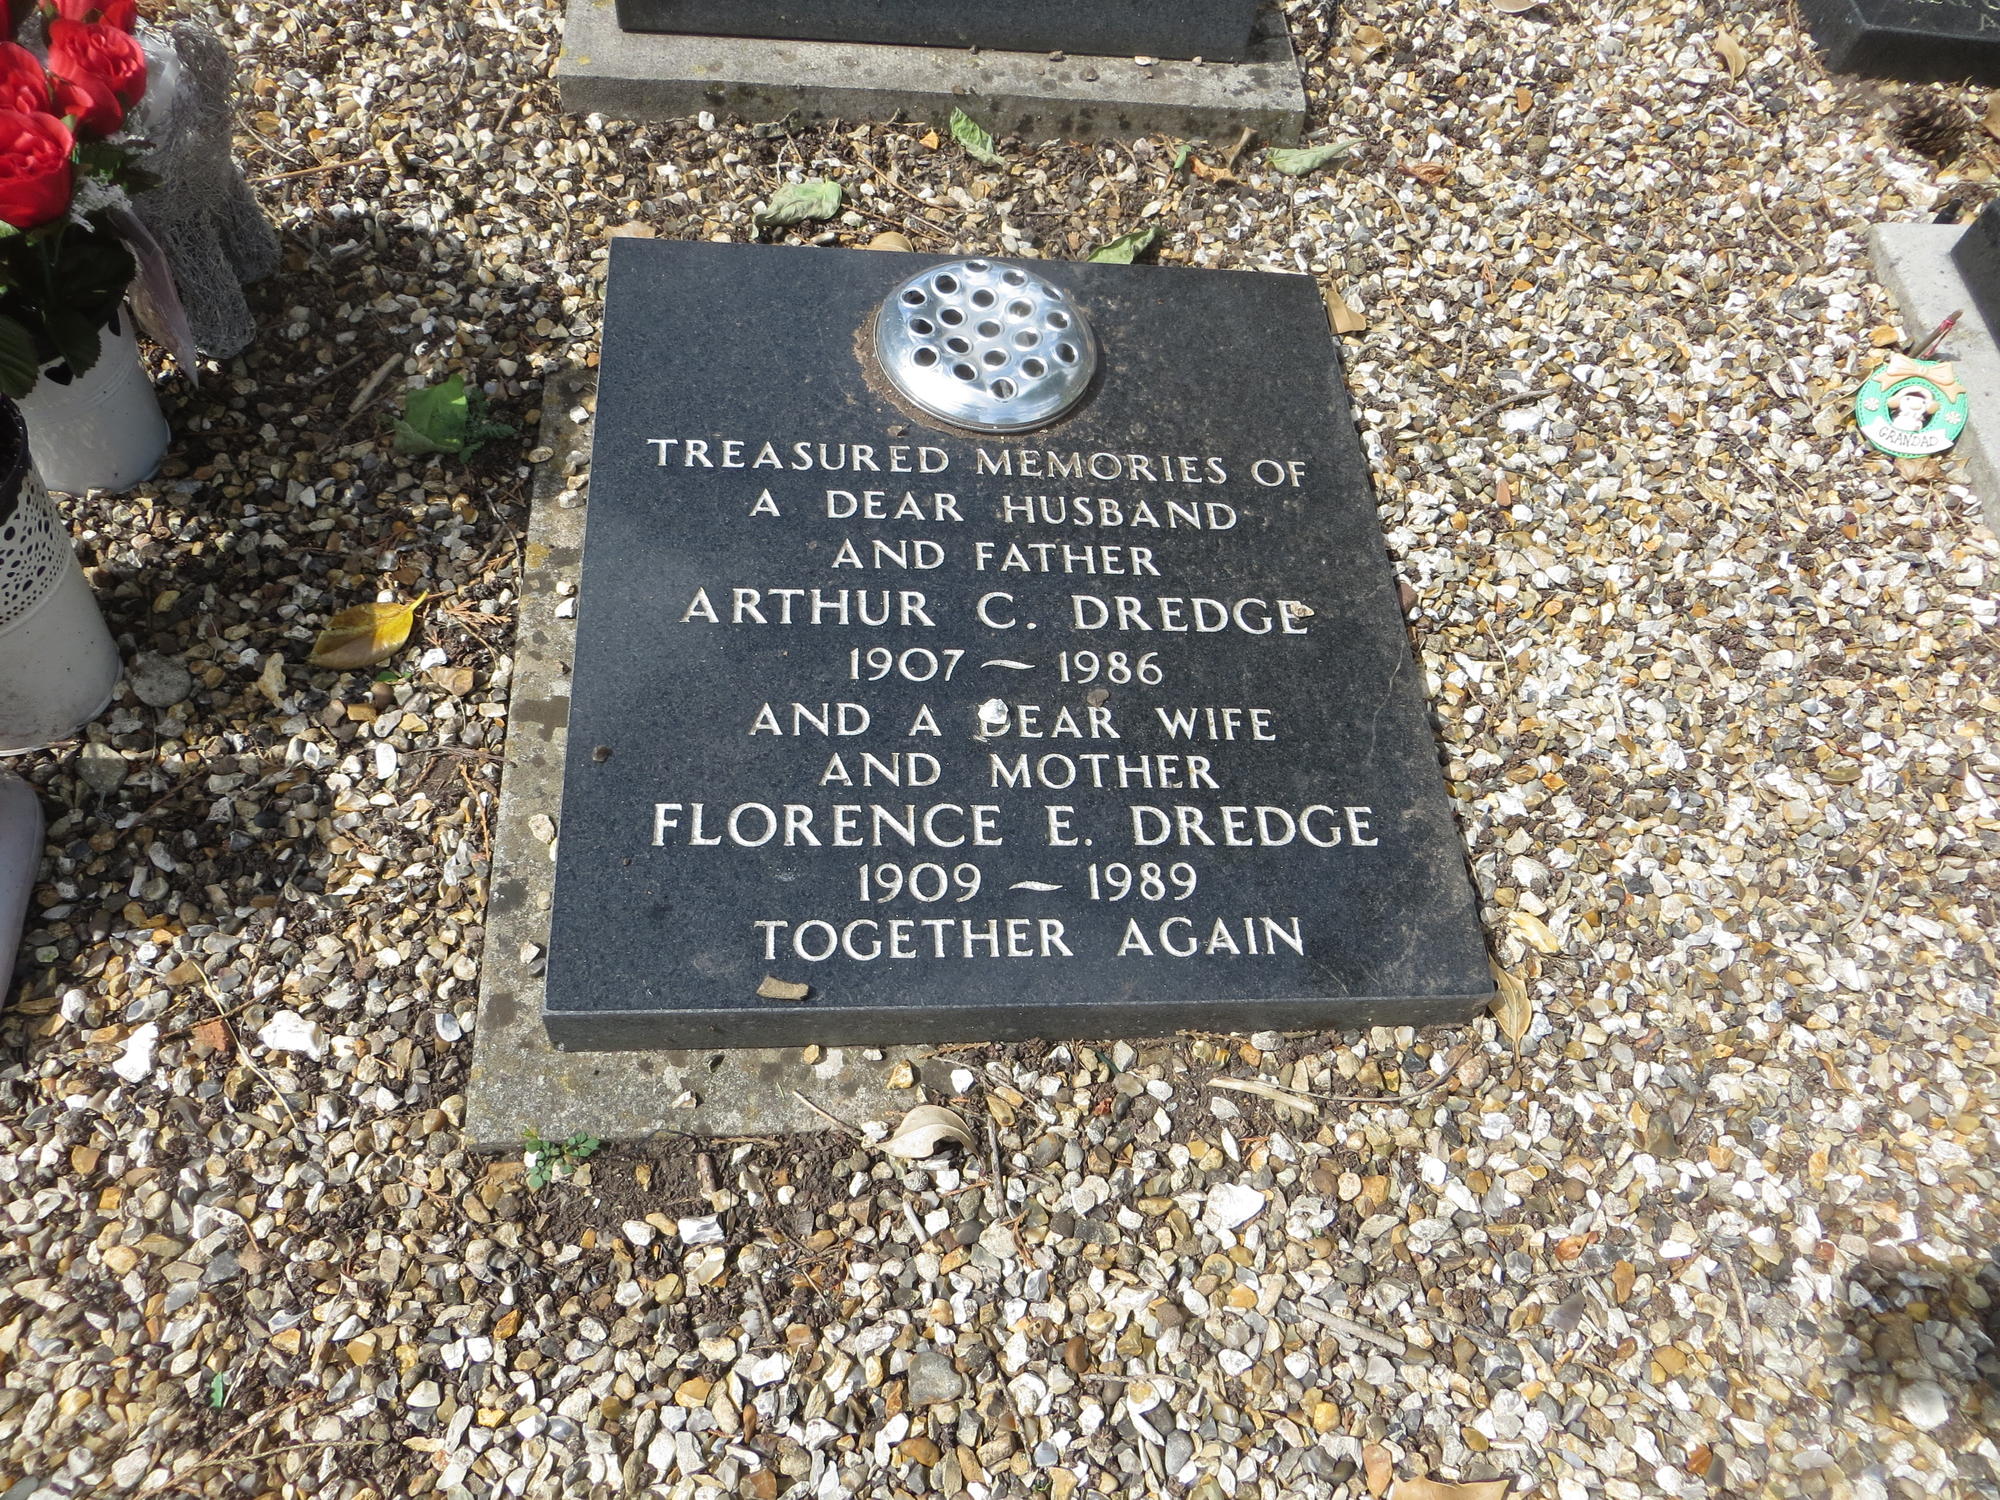 TREASURED MEMORIES OF
A DEAR HUSBAND
AND FATHER
ARTHUR C. DREDGE
1907 ~ 1986
AND A DEAR WIFE
AND MOTHER
FLORENCE E. DREDGE
1909 ~ 1989
TOGETHER AGAIN
GRANDAD